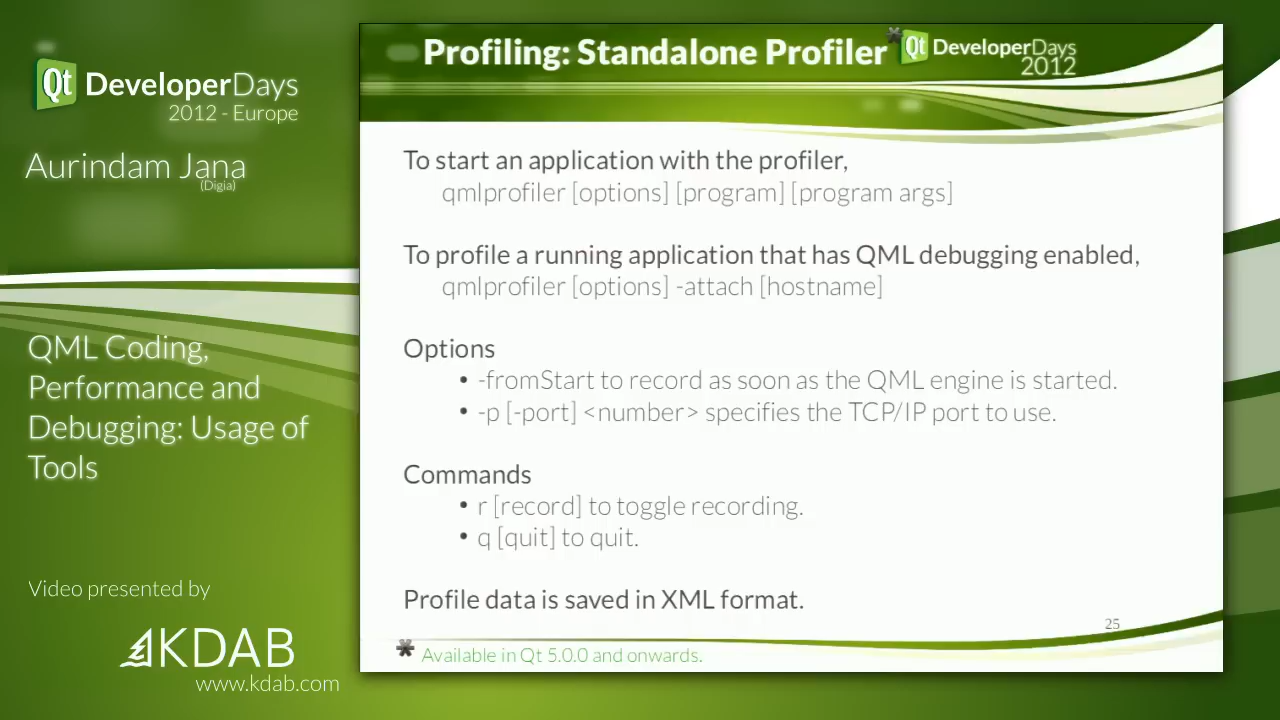 Qt DeveloperDays
2012 - Europe
Aurindam Jana
(Digia)
QML Coding,
Performance and
Debugging: Usage of
Tools
Video presented by
KDAB
www.kdab.com
Profiling: Standalone Profiler*
Qt DeveloperDays
2012
To start an application with the profiler,
qmlprofiler [options] [program] [program args]
To profile a running application that has QML debugging enabled,
qmlprofiler [options] -attach [hostname]
Options
• -fromStart to record as soon as the QML engine is started.
• -p [-port] <number> specifies the TCP/IP port to use.
Commands
• r [record] to toggle recording.
• q [quit] to quit.
Profile data is saved in XML format.
25
* Available in Qt 5.0.0 and onwards.